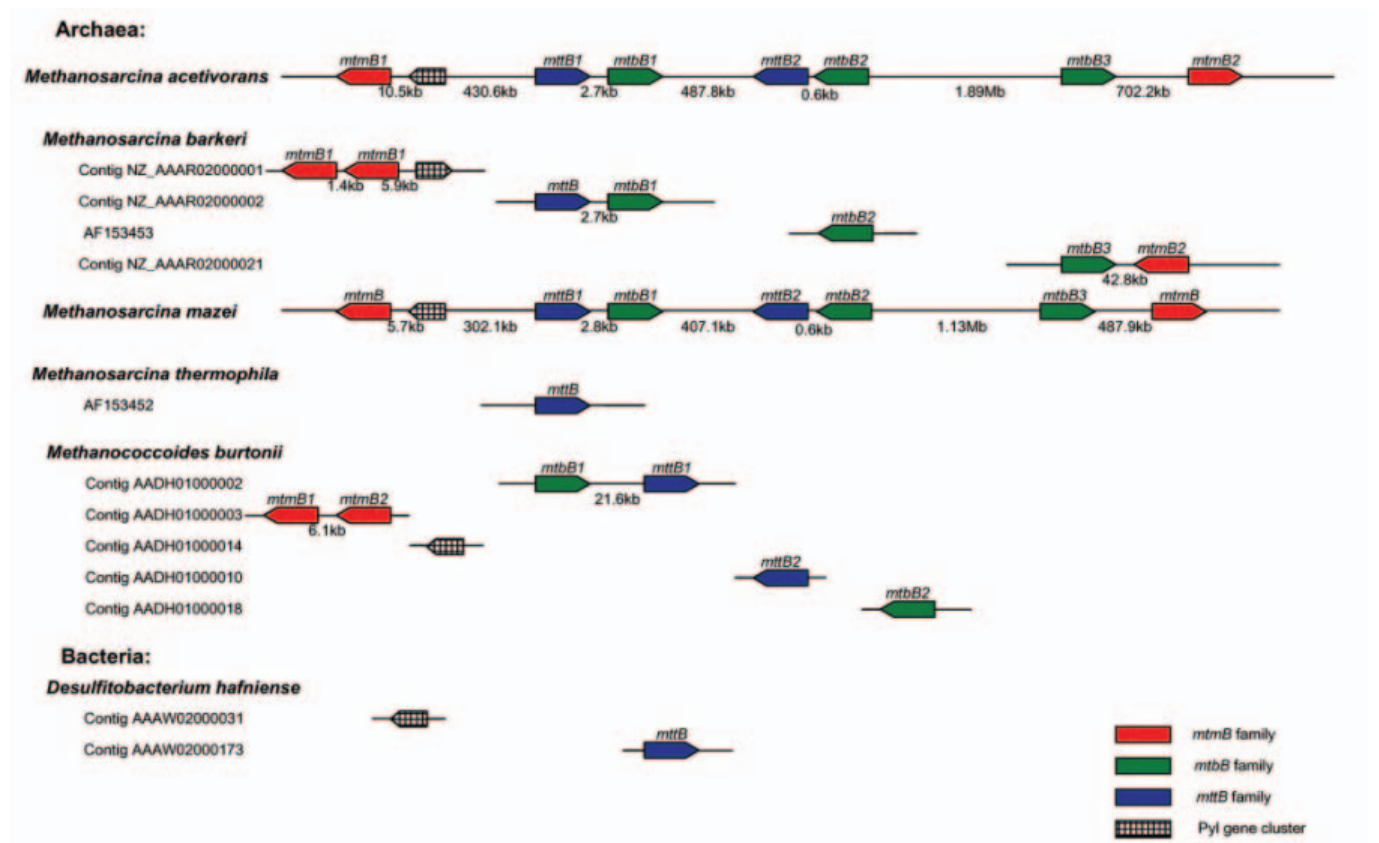 Archaea:
mtmB1 mttB1 mtbB1 mttB2 mtbB2 mtbB3 mtmB2
Methanosarcina acetivorans
10.5kb 430.6kb 2.7kb 487.8kb 0.6kb 1.89Mb 702.2kb
Methanosarcina barkeri
mtmB1 mtmB1
Contig NZ_AAAR02000001
1.4kb 5.9kb
mttB mtbB1
Contig NZ_AAAR02000002
2.7kb
mtbB2
AF153453
mtbB3 mtmB2
Contig NZ_AAAR02000021
42.8kb
mtmB mttB1 mtbB1 mttB2 mtbB2 mtbB3 mtmB
Methanosarcina mazei
5.7kb 302.1kb 2.8kb 407.1kb 0.6kb 1.13Mb 487.9kb
Methanosarcina thermophila
mttB
AF153452
Methanococcoides burtonii
mtbB1 mttB1
Contig AADH01000002
21.6kb
mtmB1 mtmB2
Contig AADH01000003
6.1kb
Contig AADH01000014
mttB2
Contig AADH01000010
mtbB2
Contig AADH01000018
Bacteria:
Desulfitobacterium hafniense
Contig AAAW02000031
mttB
Contig AAAW02000173
mtmB family
mtbB family
mttB family
Pyl gene cluster